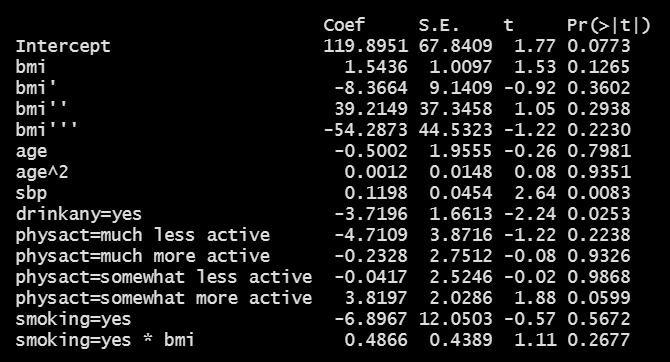 Coef S.E. t Pr(>|t|)
Intercept 119.8951 67.8409 1.77 0.0773
bmi 1.5436 1.0097 1.53 0.1265
bmi' -8.3664 9.1409 -0.92 0.3602
bmi'' 39.2149 37.3458 1.05 0.2938
bmi''' -54.2873 44.5323 -1.22 0.2230
age -0.5002 1.9555 -0.26 0.7981
age^2 0.0012 0.0148 0.08 0.9351
sbp 0.1198 0.0454 2.64 0.0083
drinkany=yes -3.7196 1.6613 -2.24 0.0253
physact=much less active -4.7109 3.8716 -1.22 0.2238
physact=much more active -0.2328 2.7512 -0.08 0.9326
physact=somewhat less active -0.0417 2.5246 -0.02 0.9868
physact=somewhat more active 3.8197 2.0286 1.88 0.0599
smoking=yes -6.8967 12.0503 -0.57 0.5672
smoking=yes * bmi 0.4866 0.4389 1.11 0.2677